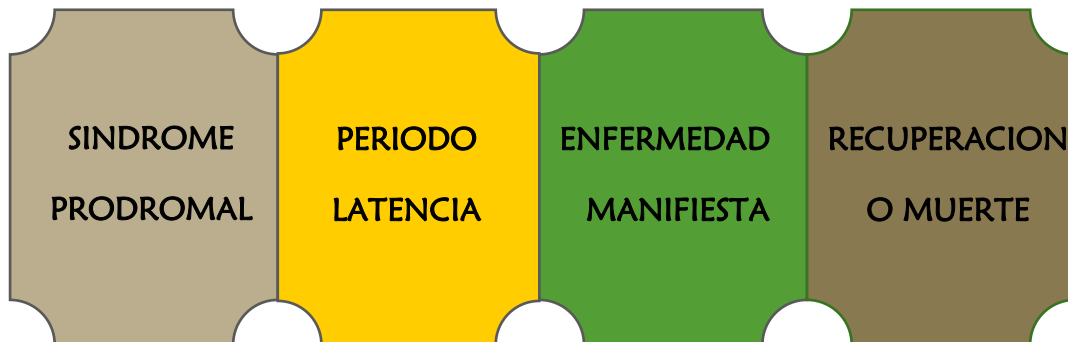 SINDROME
PRODROMAL
PERIODO
LATENCIA
ENFERMEDAD
MANIFIESTA
RECUPERACION
O MUERTE